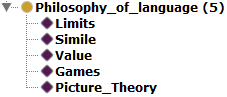 Philosophy_of_language (5)
Limits
Simile
Value
Games
Picture_Theory